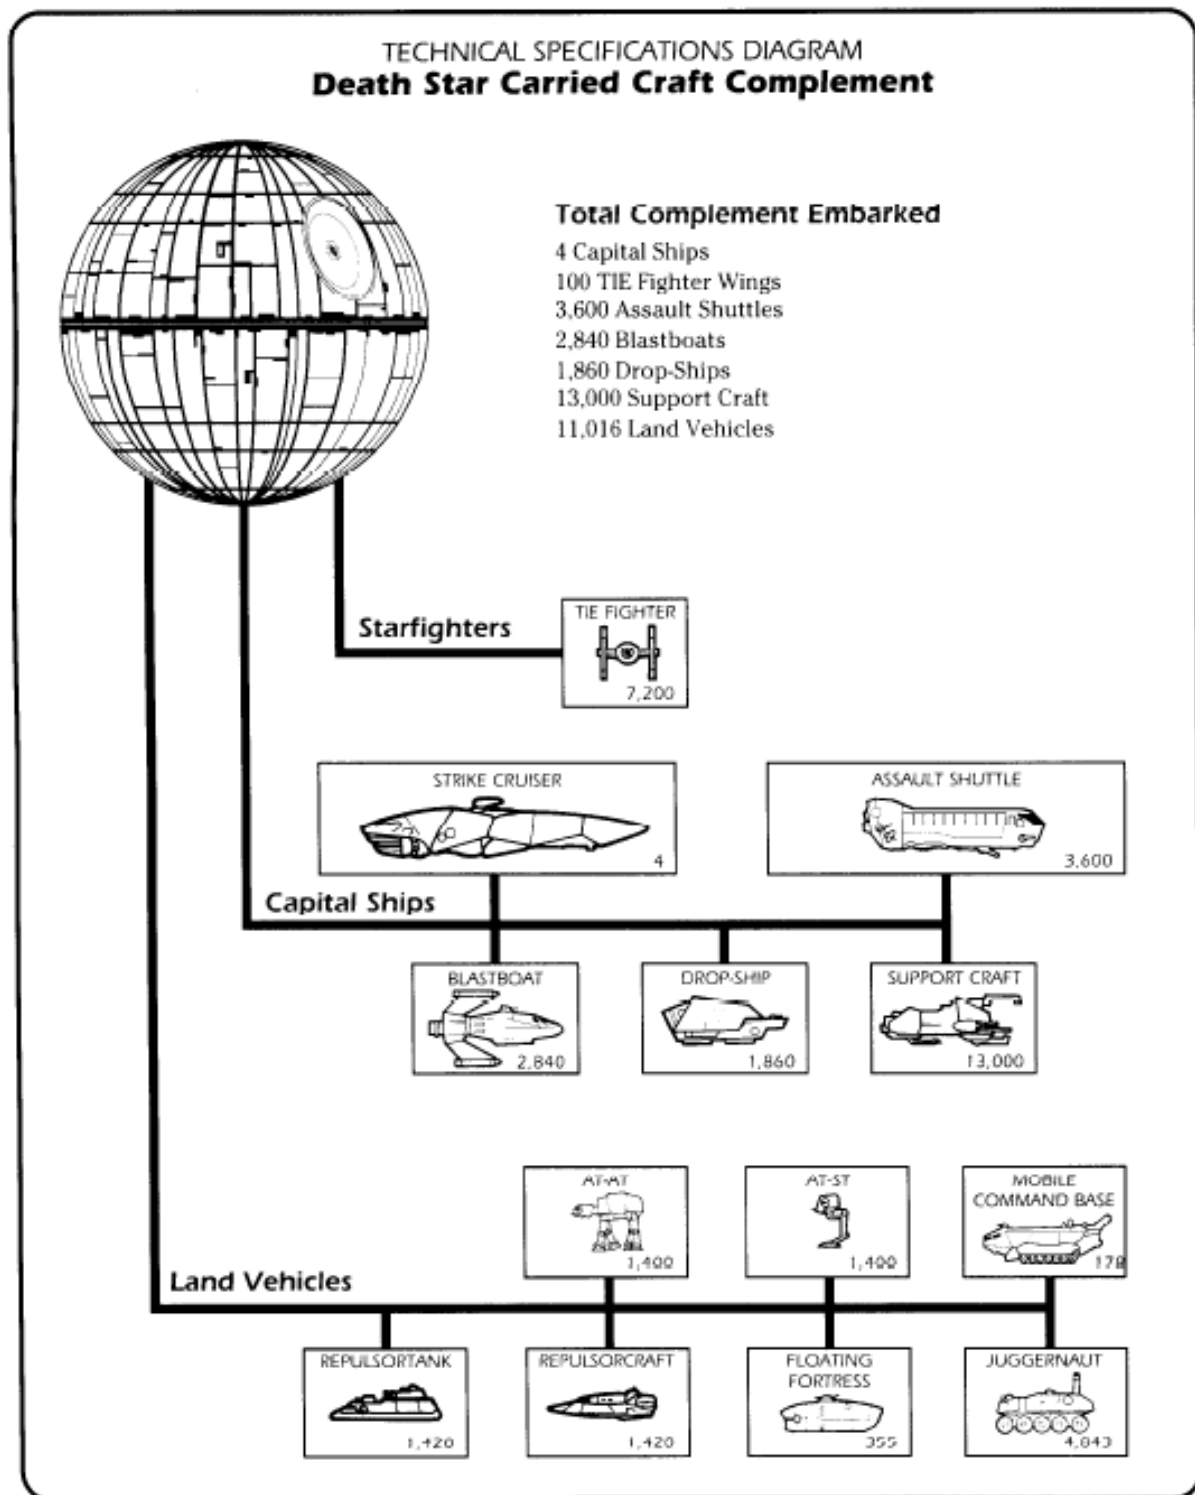 TECHNICAL SPECIFICATIONS DIAGRAM
Death Star Carried Craft Complement
Total Complement Embarked
4 Capital Ships
100 TIE Fighter Wings
3,600 Assault Shuttles
2,840 Blastboats
1,860 Drop-Ships
13,000 Support Craft
11,016 Land Vehicles
Starfighters
TIE FIGHTER
7,200
STRIKE CRUISER
4
ASSAULT SHUTTLE
3,600
Capital Ships
BLASTBOAT
2,840
DROP-SHIP
1,860
SUPPORT CRAFT
13,000
AT-AT
1,400
AT-ST
1,400
MOBILE
COMMAND BASE
178
Land Vehicles
REPULSORTANK
1,420
REPULSORCRAFT
1,420
FLOATING
FORTRESS
355
JUGGERNAUT
4,843